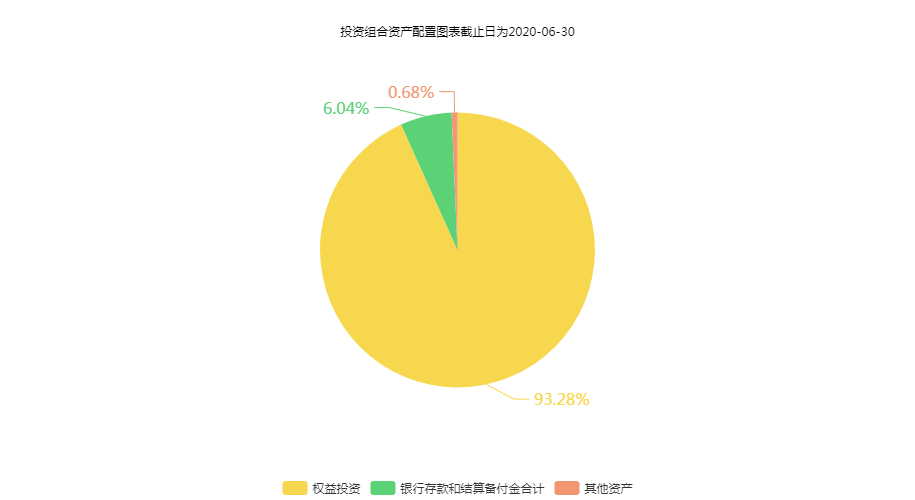 投资组合资产配置图表截止日为2020-06-30
0.68%
6.04%
93.28%
权益投资 银行存款和结算备付金合计 其他资产